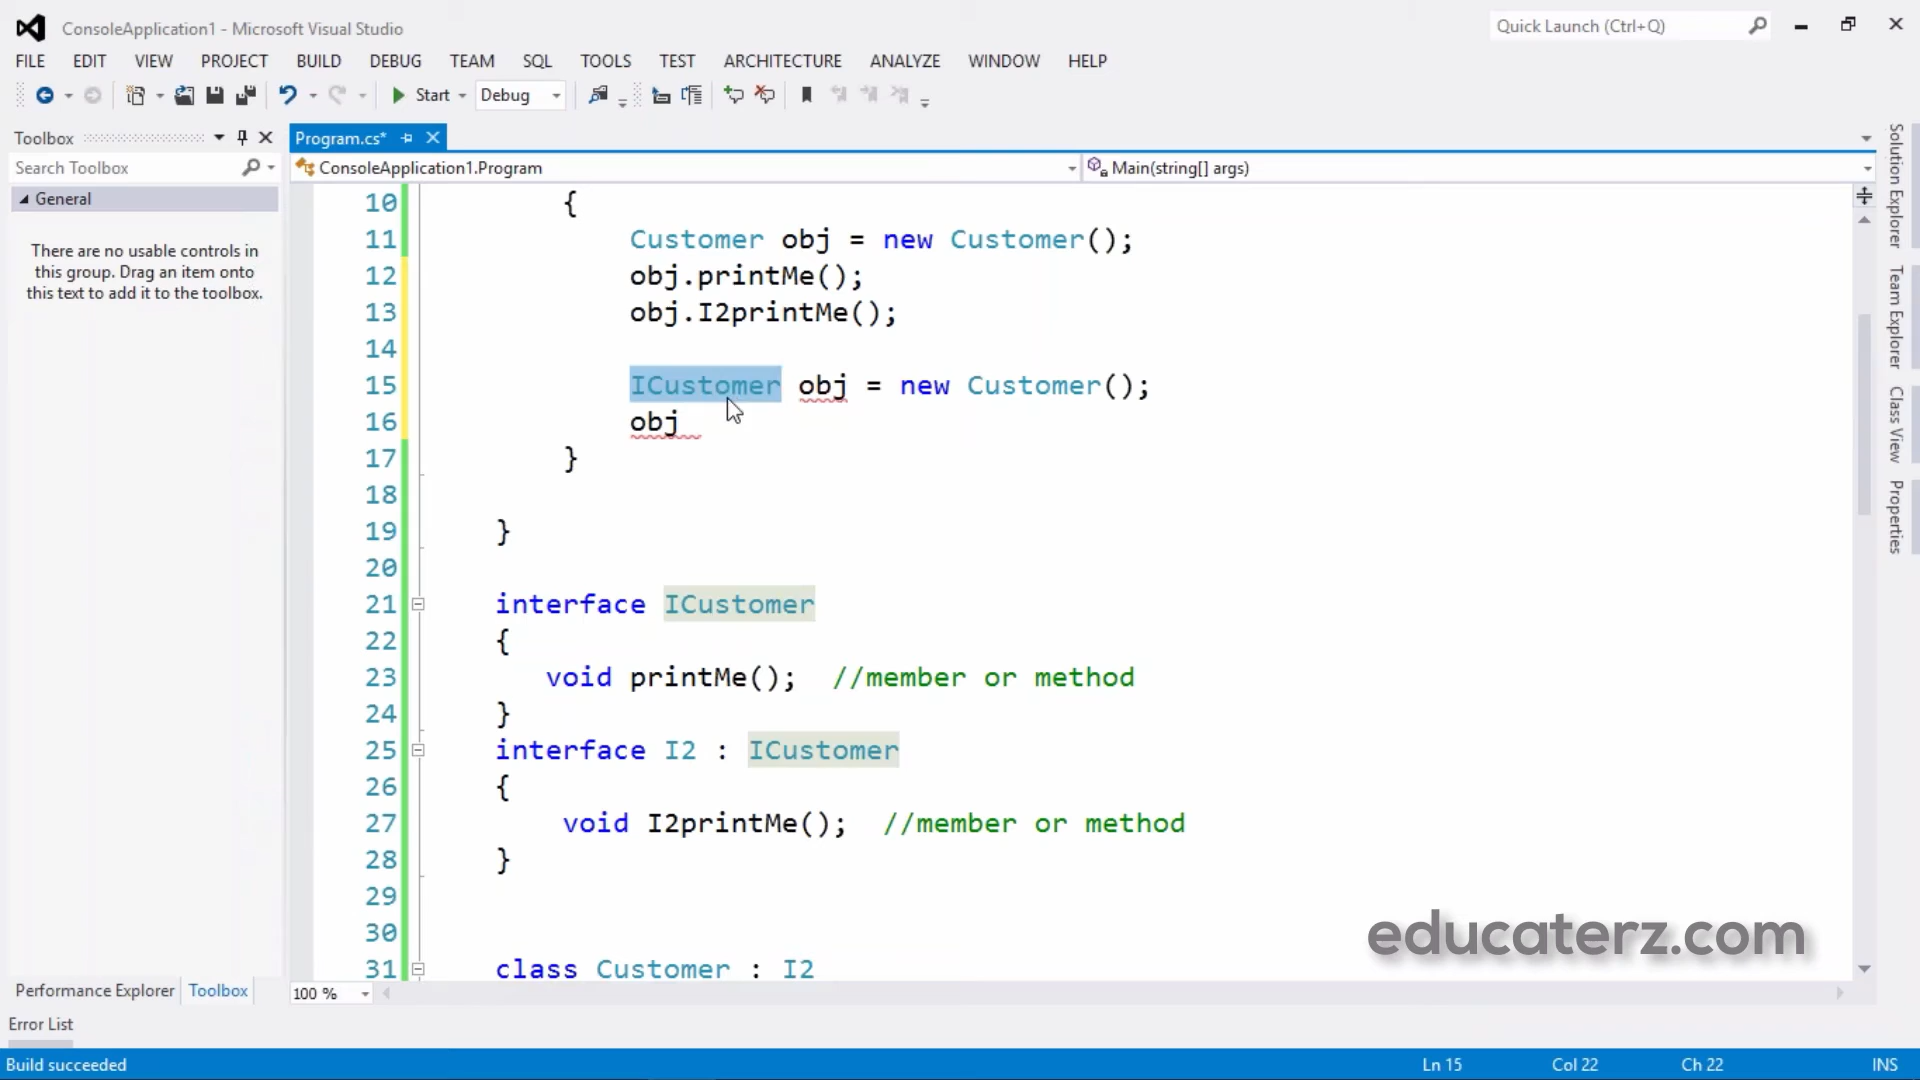 ConsoleApplication1 - Microsoft Visual Studio
Quick Launch (Ctrl+Q)
FILE EDIT VIEW PROJECT BUILD DEBUG TEAM SQL TOOLS TEST ARCHITECTURE ANALYZE WINDOW HELP
Start Debug
Toolbox
Program.cs*
Search Toolbox
ConsoleApplication1.Program
Main(string[] args)
General
There are no usable controls in
this group. Drag an item onto
this text to add it to the toolbox.
10 {
11 Customer obj = new Customer();
12 obj.printMe();
13 obj.I2printMe();
14
15 ICustomer obj = new Customer();
16 obj
17 }
18
19 }
20
21 interface ICustomer
22 {
23 void printMe(); //member or method
24 }
25 interface I2 : ICustomer
26 {
27 void I2printMe(); //member or method
28 }
29
30
31 class Customer : I2
Solution Explorer
Team Explorer
Class View
Properties
educaterz.com
Performance Explorer Toolbox
100 %
Error List
Build succeeded
Ln 15 Col 22 Ch 22 INS